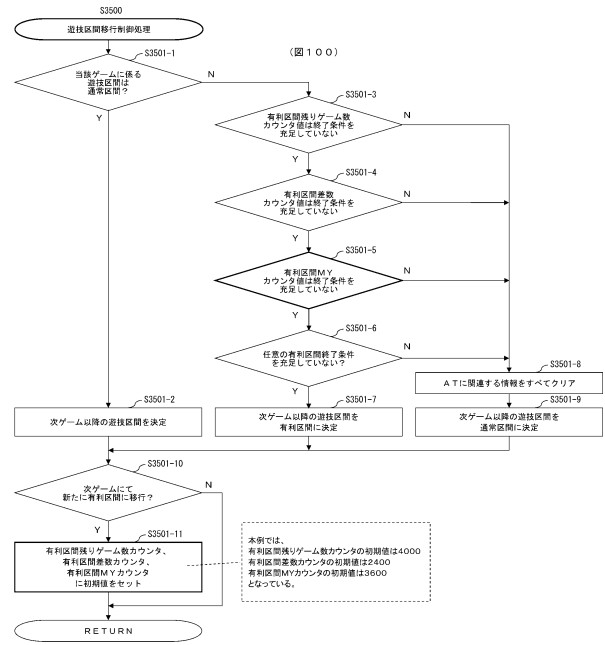 S3500
遊技区間移行制御処理
(図100)
S3501-1
当該ゲームに係る
遊技区間は
通常区間?
N
Y
S3501-3
有利区間残りゲーム数
カウンタ値は終了条件を
充足していない
N
Y
S3501-4
有利区間差数
カウンタ値は終了条件を
充足していない
N
Y
S3501-5
有利区間MY
カウンタ値は終了条件を
充足していない
N
Y
S3501-6
任意の有利区間終了条件
を充足していない?
N
Y
S3501-8
ATに関連する情報をすべてクリア
S3501-2
次ゲーム以降の遊技区間を決定
S3501-7
次ゲーム以降の遊技区間を
有利区間に決定
S3501-9
次ゲーム以降の遊技区間を
通常区間に決定
S3501-10
次ゲームにて
新たに有利区間に移行?
N
Y
S3501-11
有利区間残りゲーム数カウンタ、
有利区間差数カウンタ、
有利区間MYカウンタ
に初期値をセット
本例では、
有利区間残りゲーム数カウンタの初期値は4000
有利区間差数カウンタの初期値は2400
有利区間MYカウンタの初期値は3600
となっている。
RETURN